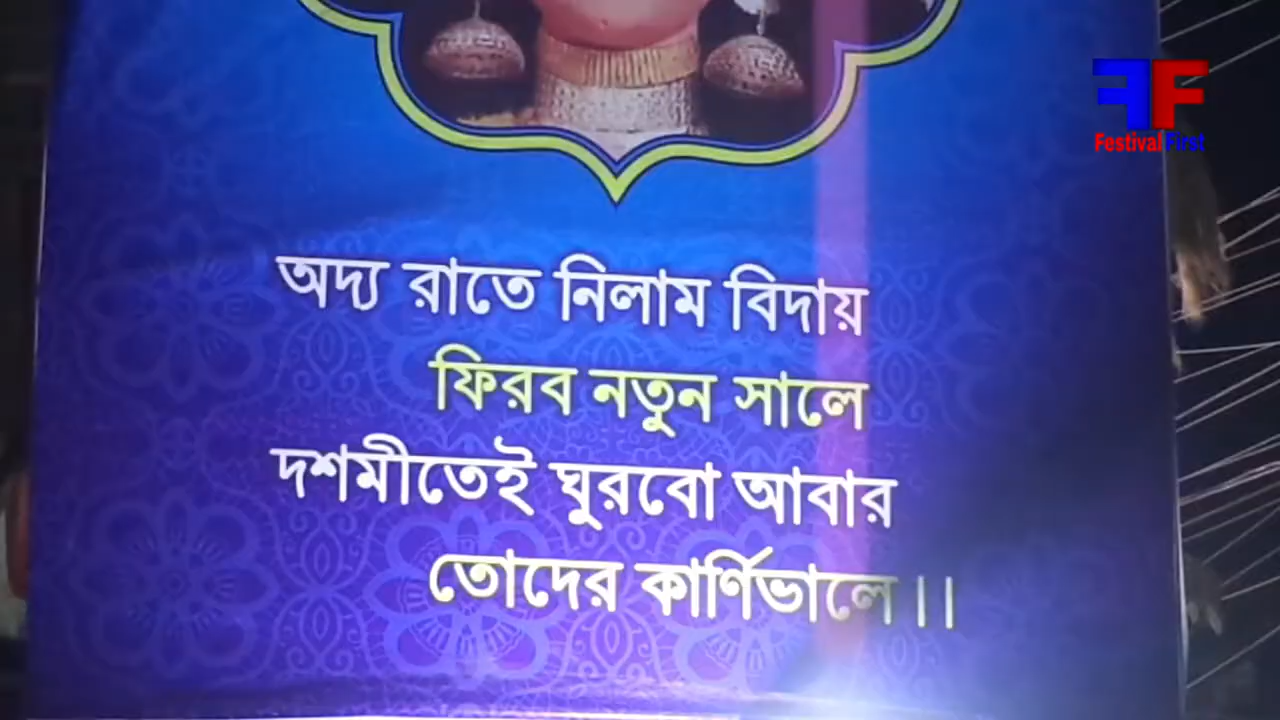 FF
Festival First
অদ্য রাতে নিলাম বিদায়
ফিরব নতুন সালে
দশমীতেই ঘুরবো আবার
তোদের কার্ণিভালে ।।